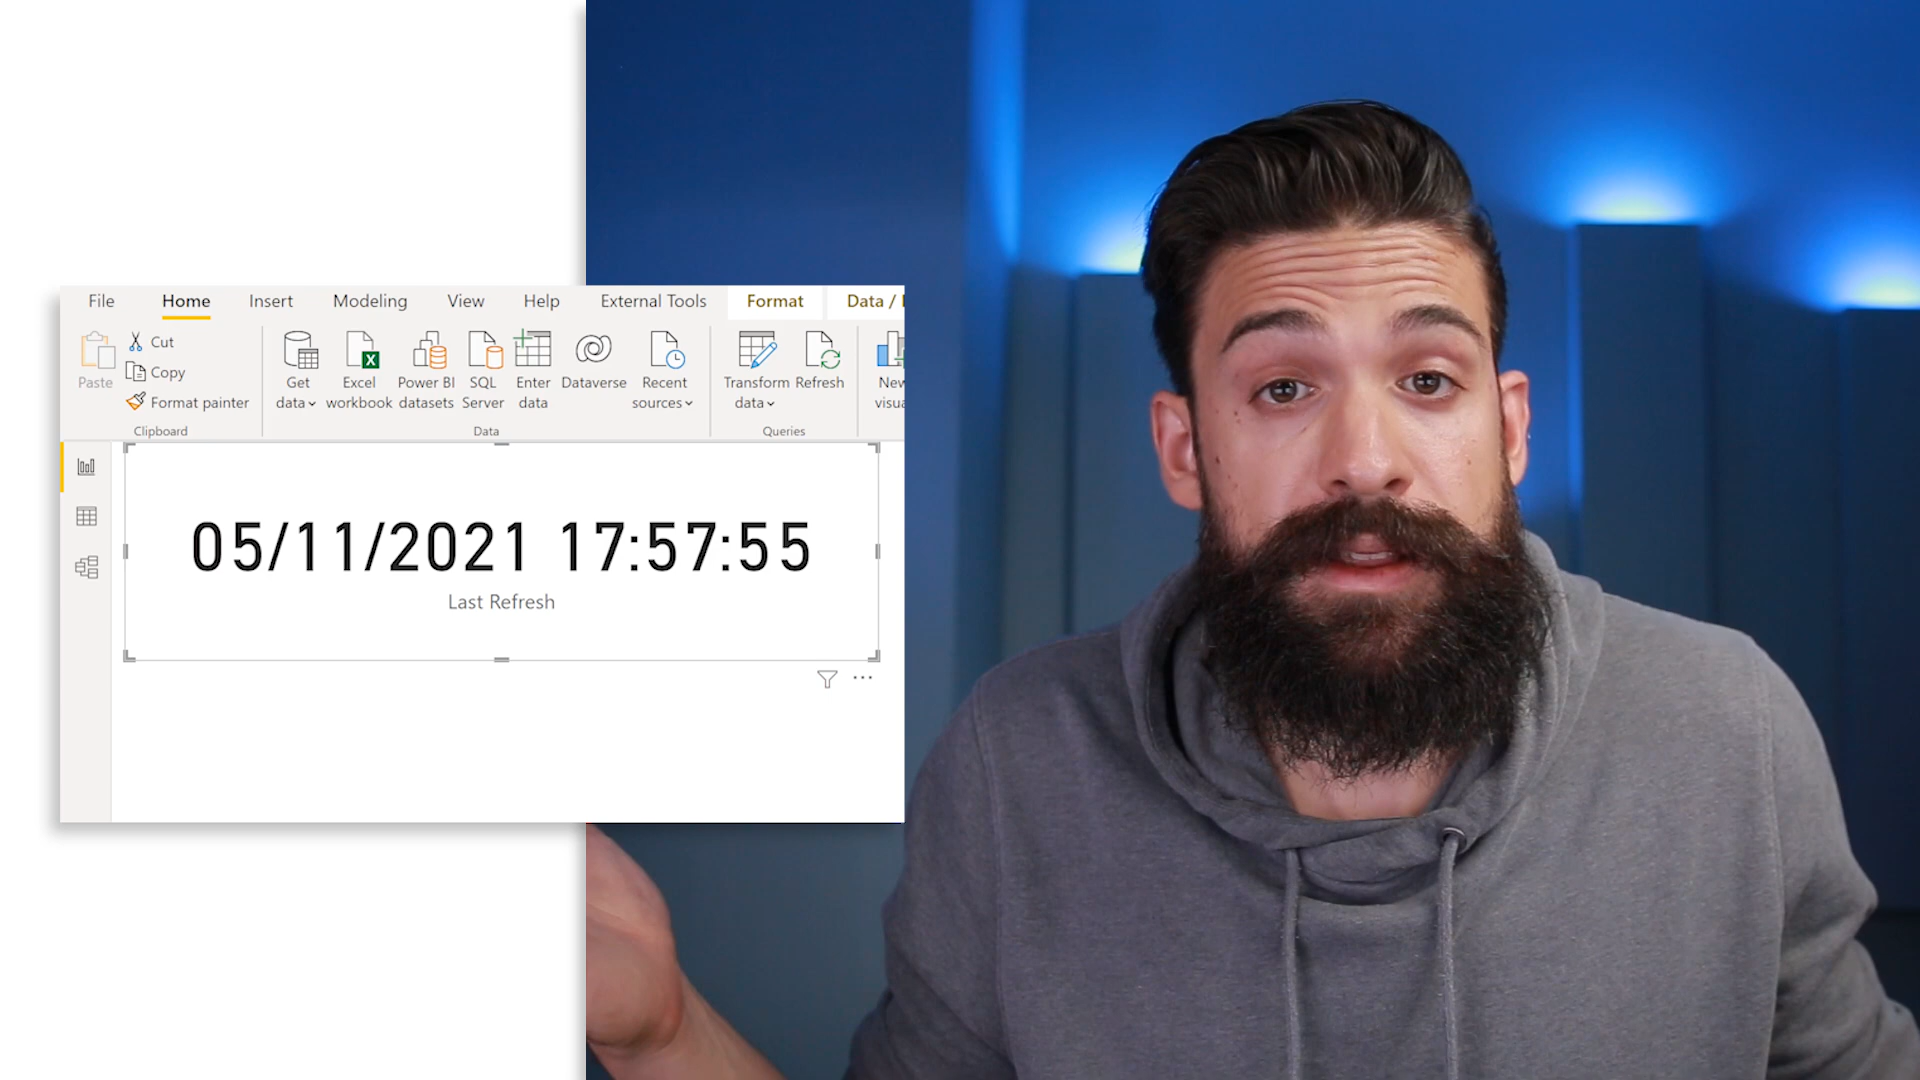 File Home Insert Modeling View Help External Tools Format Data /
Paste
Cut
Copy
Format painter
Clipboard
Get data
Excel workbook
Power BI datasets
SQL Server
Enter data
Dataverse
Recent sources
Data
Transform data
Refresh
Queries
New
05/11/2021 17:57:55
Last Refresh